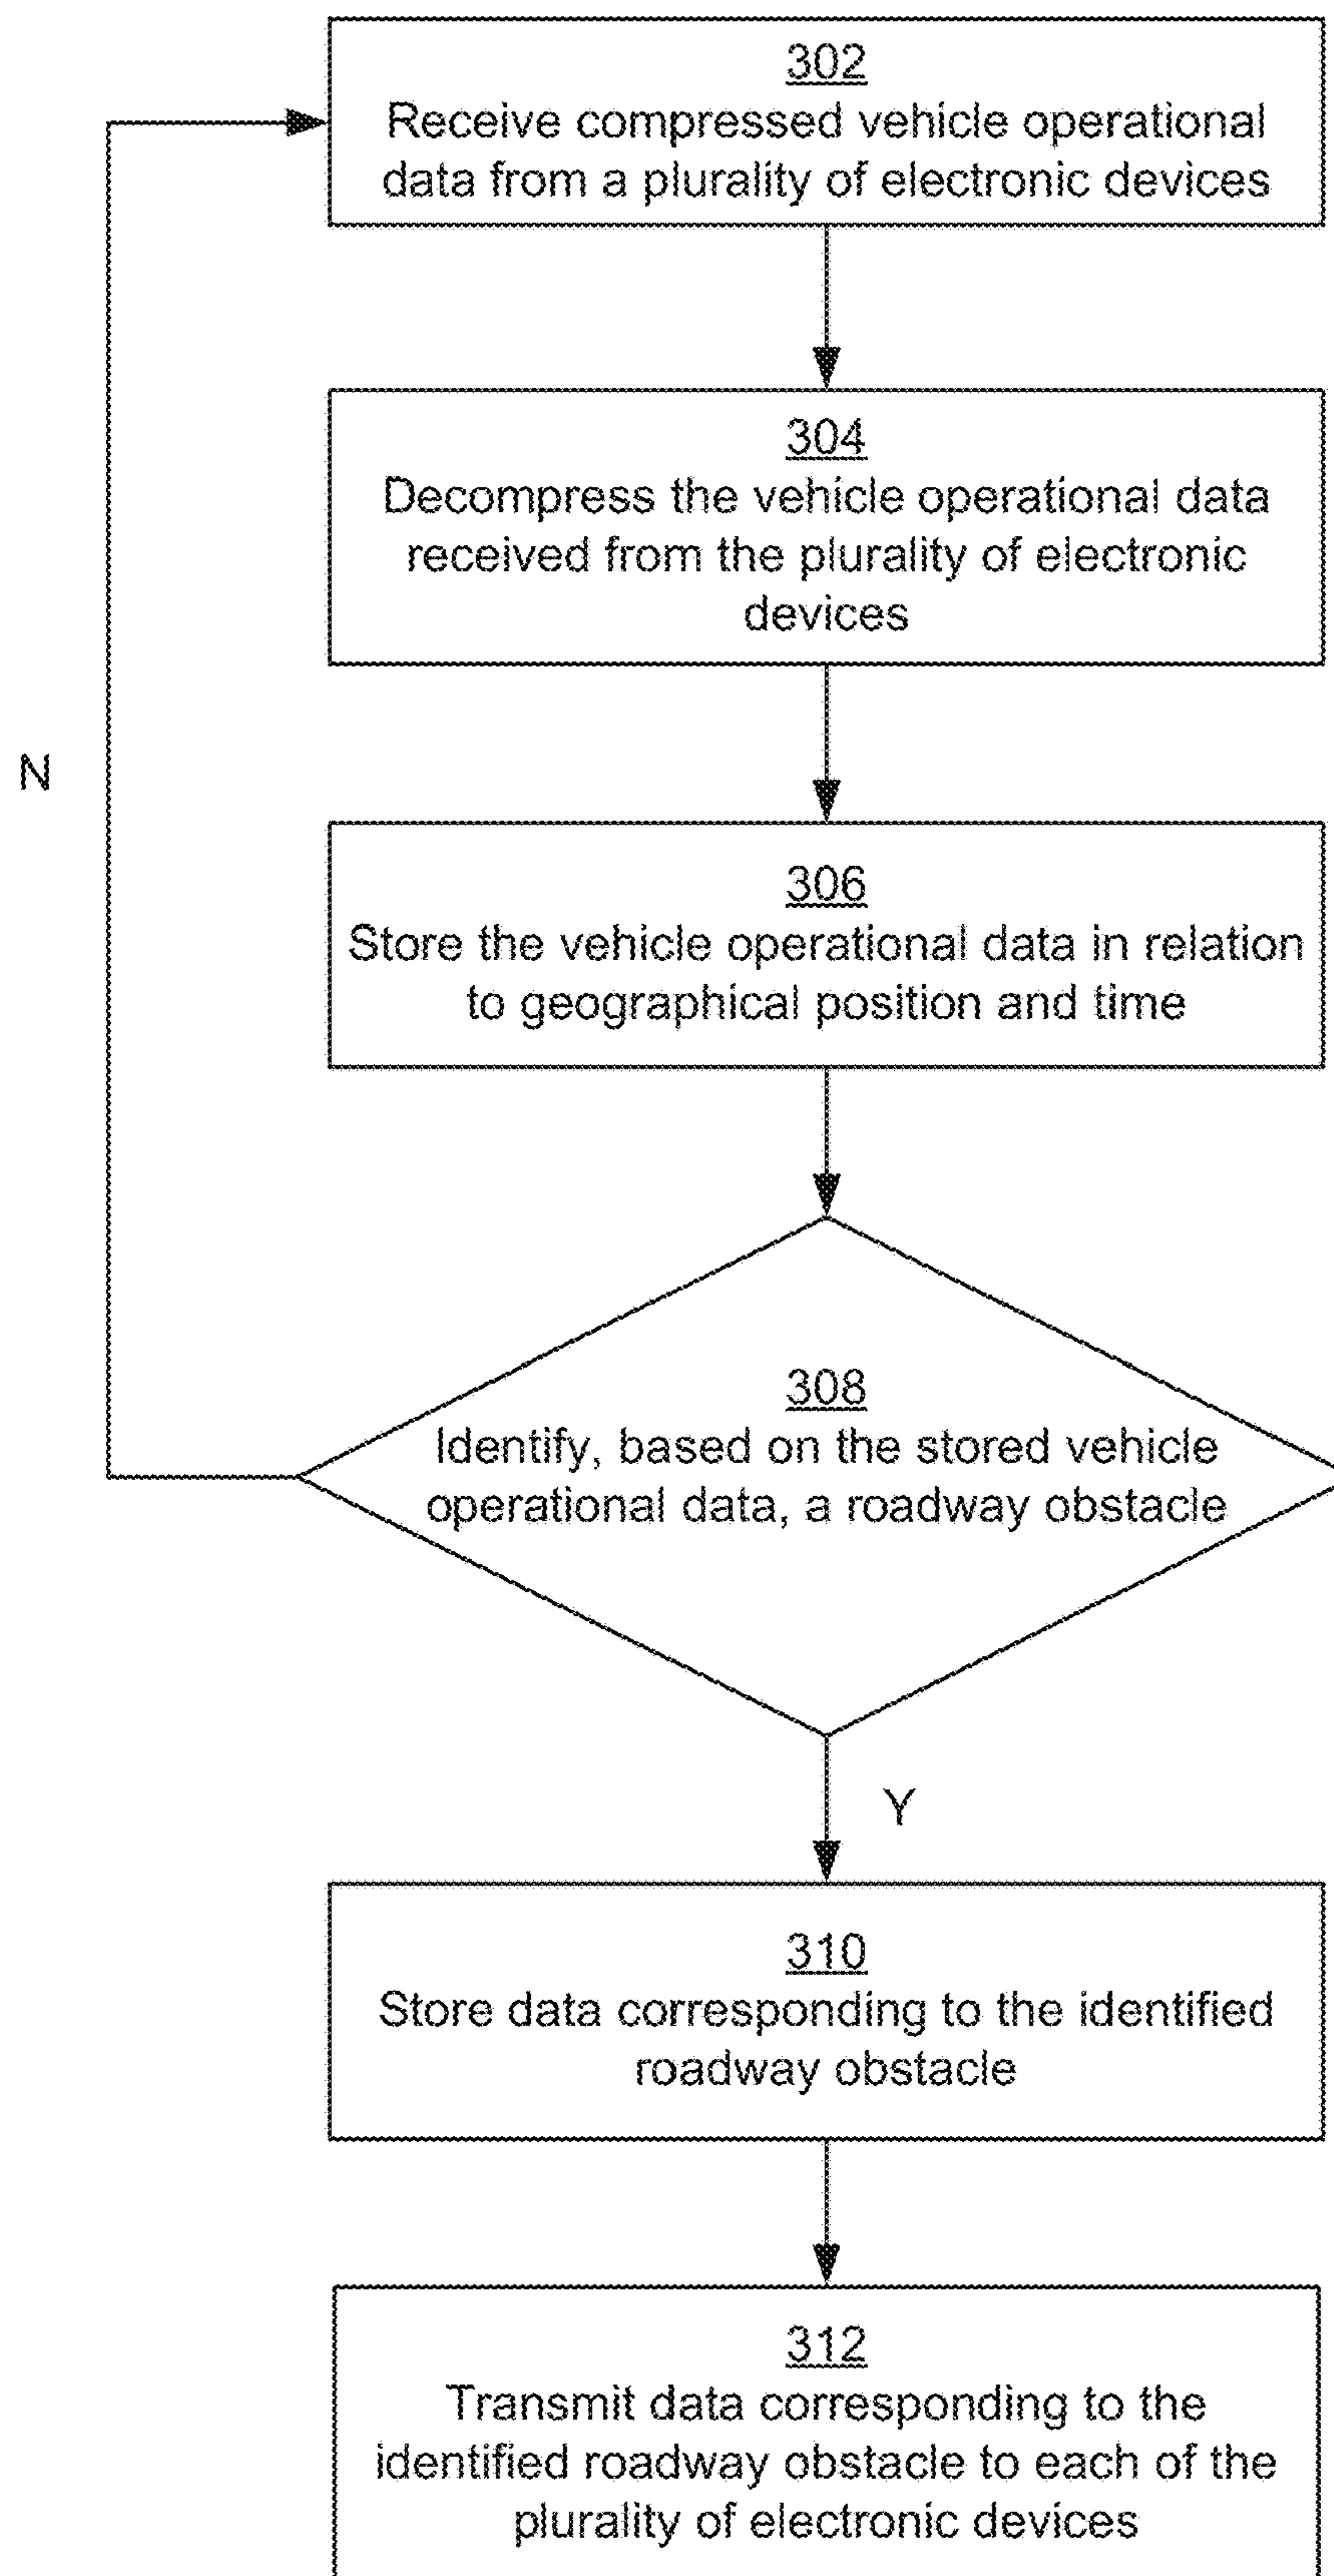 302
Receive compressed vehicle operational
data from a plurality of electronic devices
304
Decompress the vehicle operational data
received from the plurality of electronic
devices
N
306
Store the vehicle operational data in relation
to geographical position and time
308
Identify, based on the stored vehicle
operational data, a roadway obstacle
Y
310
Store data corresponding to the identified
roadway obstacle
312
Transmit data corresponding to the
identified roadway obstacle to each of the
plurality of electronic devices